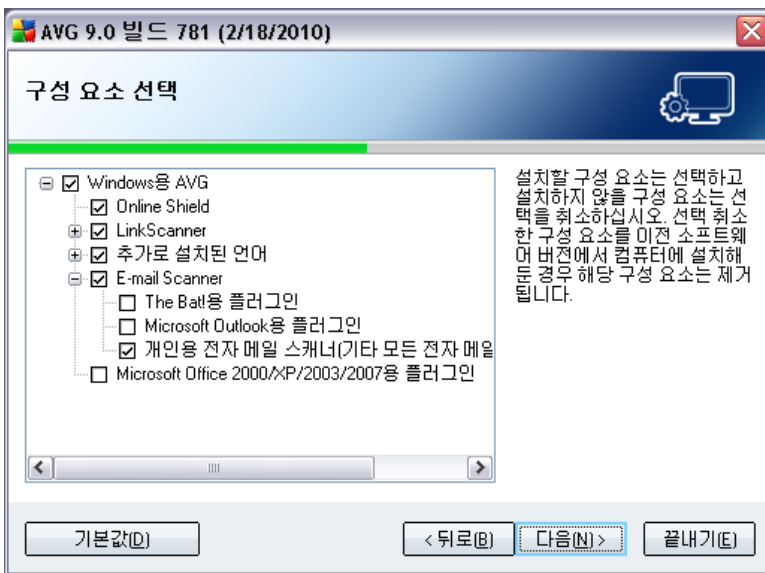 AVG 9.0 빌드 781 (2/18/2010)
구성 요소 선택
Windows용 AVG
Online Shield
LinkScanner
추가로 설치된 언어
E-mail Scanner
The Bat!용 플러그인
Microsoft Outlook용 플러그인
개인용 전자 메일 스캐너(기타 모든 전자 메일
Microsoft Office 2000/XP/2003/2007용 플러그인
설치할 구성 요소는 선택하고
설치하지 않을 구성 요소는 선
택을 취소하십시오. 선택 취소
한 구성 요소를 이전 소프트웨
어 버전에서 컴퓨터에 설치해
둔 경우 해당 구성 요소는 제거
됩니다.
기본값(D)
< 뒤로(B)
다음(N) >
끝내기(E)